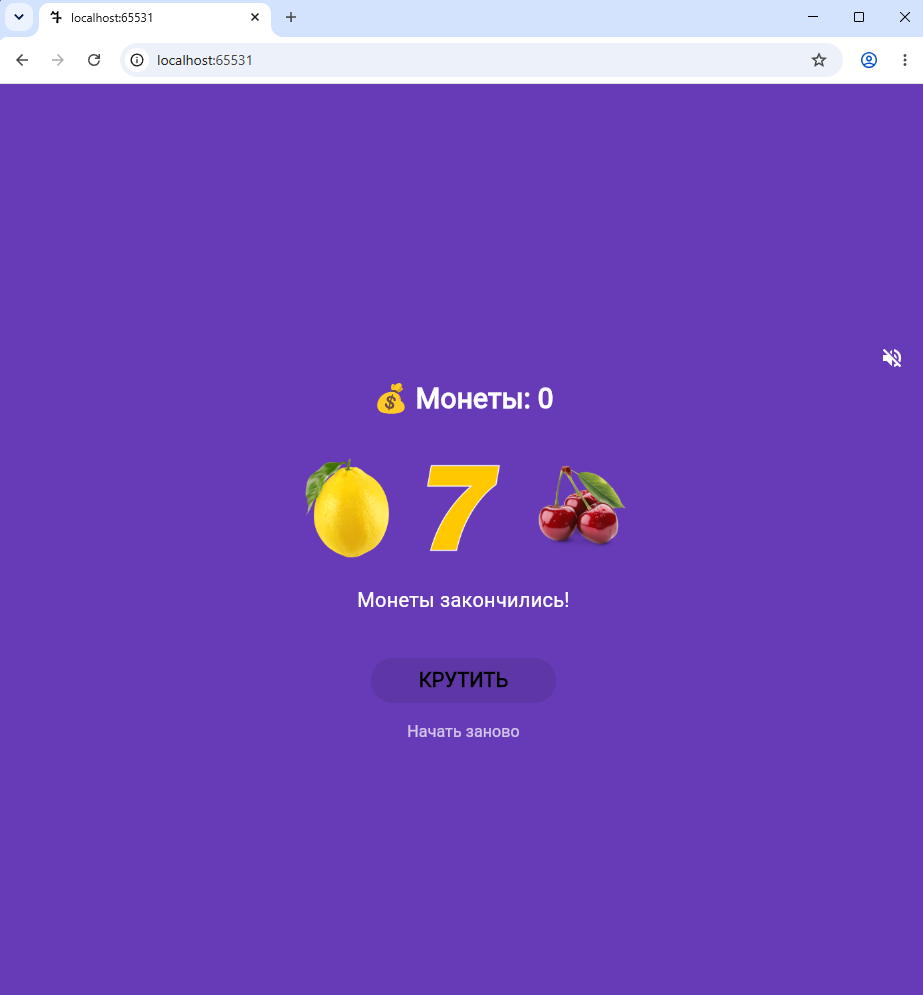 localhost:65531
localhost:65531
Монеты: 0
7
Монеты закончились!
КРУТИТЬ
Начать заново